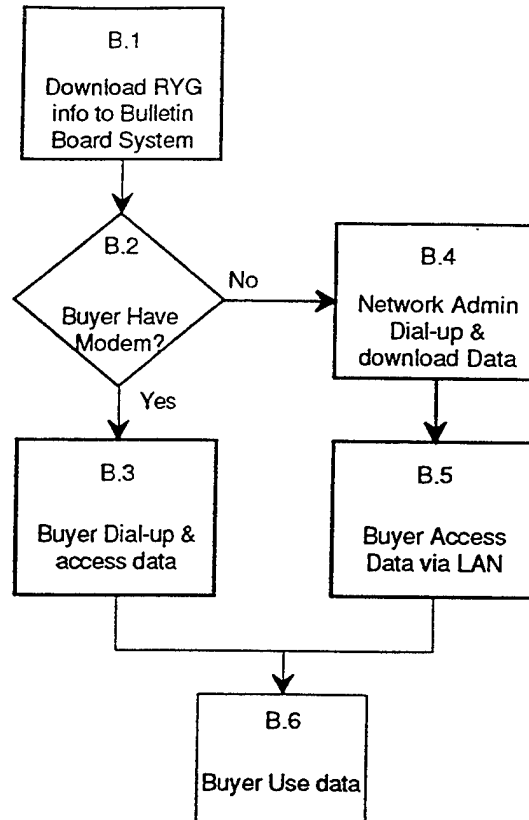 B.1
Download RYG
info to Bulletin
Board System
B.2
Buyer Have
Modem?
No
Yes
B.4
Network Admin
Dial-up &
download Data
B.3
Buyer Dial-up &
access data
B.5
Buyer Access
Data via LAN
B.6
Buyer Use data